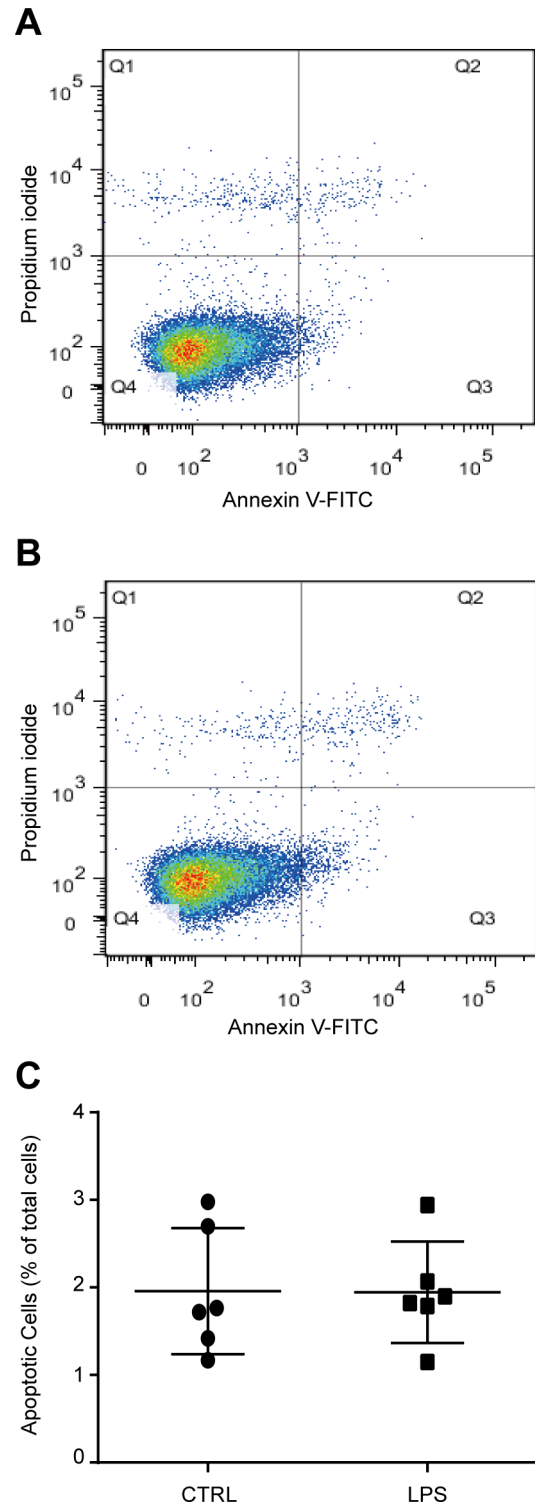 A
Q1 Q2
10^5
10^4
10^3
10^2
0
Propidium iodide
Q4 Q3
0 10^2 10^3 10^4 10^5
Annexin V-FITC
B
Q1 Q2
10^5
10^4
10^3
10^2
0
Propidium iodide
Q4 Q3
0 10^2 10^3 10^4 10^5
Annexin V-FITC
C
4
3
2
1
0
Apoptotic Cells (% of total cells)
CTRL LPS